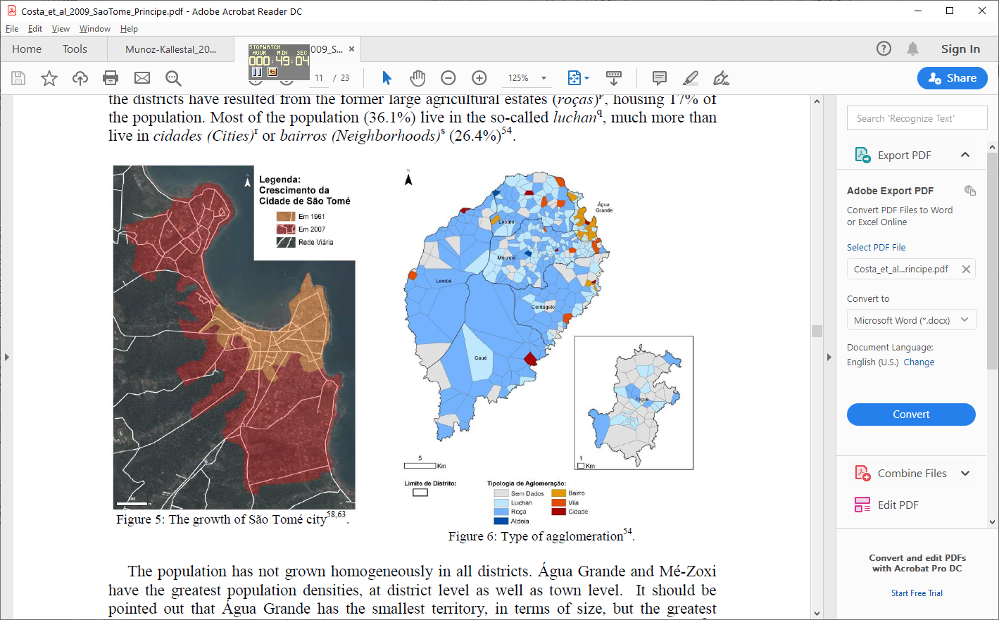 Costa_et_al_2009_SaoTome_Principe.pdf - Adobe Acrobat Reader DC
File Edit View Window Help
Home Tools Munoz-Kallestal_20... 009_S...
STOPWATCH
HOUR MIN SEC
000:49:04
Sign In
11 / 23
125%
Share
the districts have resulted from the former large agricultural estates (roças)p, housing 17% of
the population. Most of the population (36.1%) live in the so-called luchanq, much more than
live in cidades (Cities)r or bairros (Neighborhoods)s (26.4%)54.
N
Legenda:
Crescimento da
Cidade de São Tomé
Em 1961
Em 2007
Rede Viária
500
m
Figure 5: The growth of São Tomé city58,63.
N
Água
Grande
Lobata
Mé-zoxi
Lembá
Cantagalo
Caué
Pague
5
Km
1
Km
Limite de Distrito:
Tipologia de Aglomeração:
Sem Dados
Luchan
Roça
Aldeia
Bairro
Vila
Cidade
Figure 6: Type of agglomeration54.
The population has not grown homogeneously in all districts. Água Grande and Mé-Zoxi
have the greatest population densities, at district level as well as town level. It should be
pointed out that Água Grande has the smallest territory, in terms of size, but the greatest
Search 'Recognize Text'
Export PDF
Adobe Export PDF
Convert PDF Files to Word
or Excel Online
Select PDF File
Costa_et_al...rincipe.pdf
Convert to
Microsoft Word (*.docx)
Document Language:
English (U.S.) Change
Convert
Combine Files
Edit PDF
Convert and edit PDFs
with Acrobat Pro DC
Start Free Trial